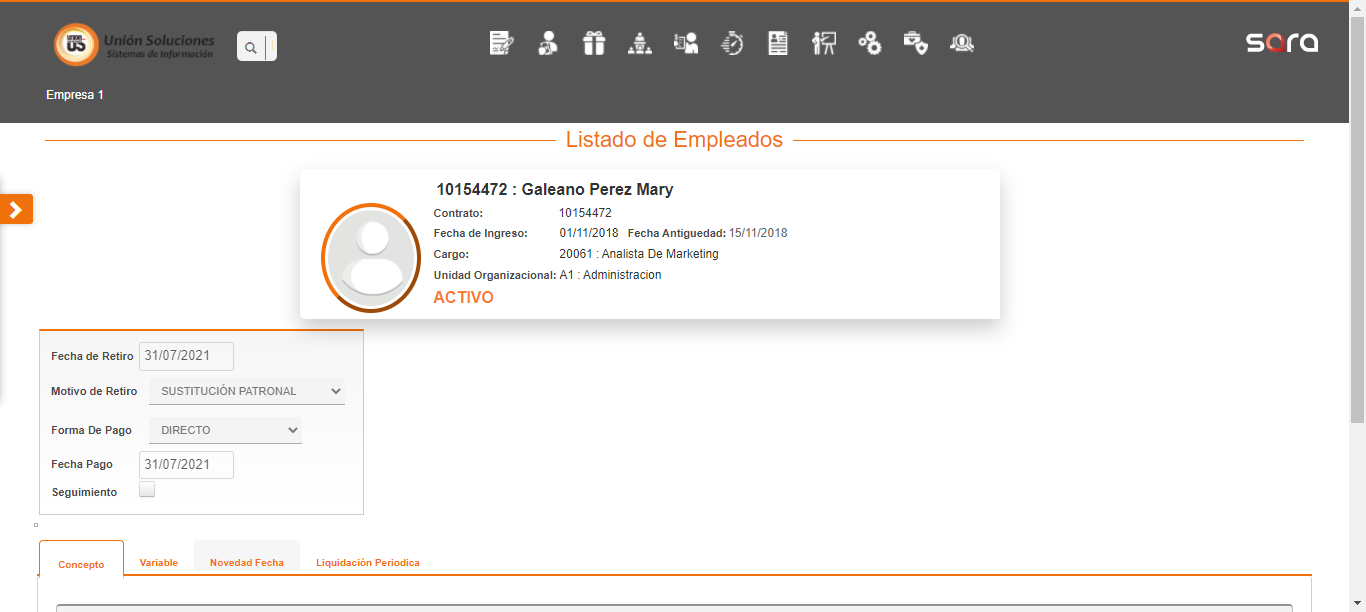 UNION
US
Unión Soluciones
Sistemas de Información
sara
Empresa 1
Listado de Empleados
10154472 : Galeano Perez Mary
Contrato: 10154472
Fecha de Ingreso: 01/11/2018 Fecha Antiguedad: 15/11/2018
Cargo: 20061 : Analista De Marketing
Unidad Organizacional: A1 : Administracion
ACTIVO
Fecha de Retiro 31/07/2021
Motivo de Retiro SUSTITUCIÓN PATRONAL
Forma De Pago DIRECTO
Fecha Pago 31/07/2021
Seguimiento
Concepto Variable Novedad Fecha Liquidación Periodica